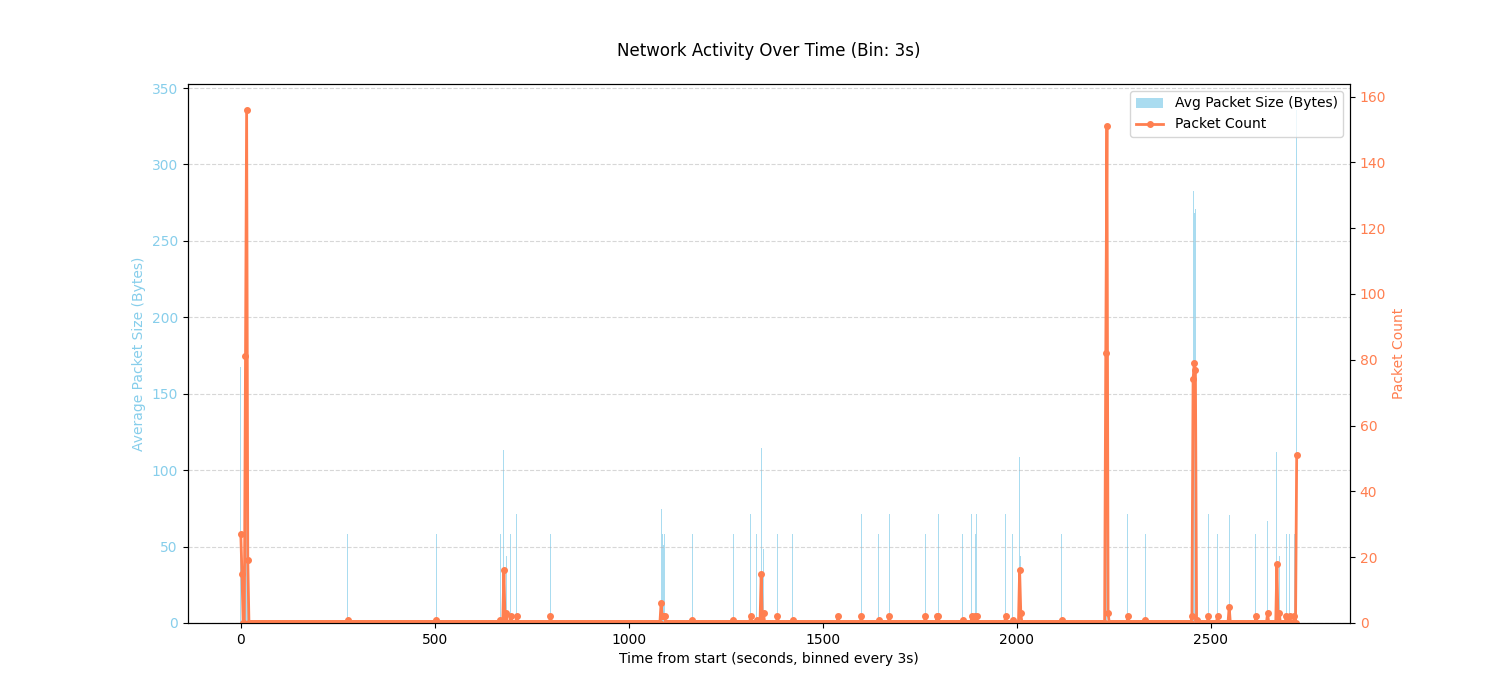 Network Activity Over Time (Bin: 3s)
Avg Packet Size (Bytes)
Packet Count
350
300
250
200
150
100
50
0
Average Packet Size (Bytes)
160
140
120
100
80
60
40
20
0
Packet Count
0 500 1000 1500 2000 2500
Time from start (seconds, binned every 3s)